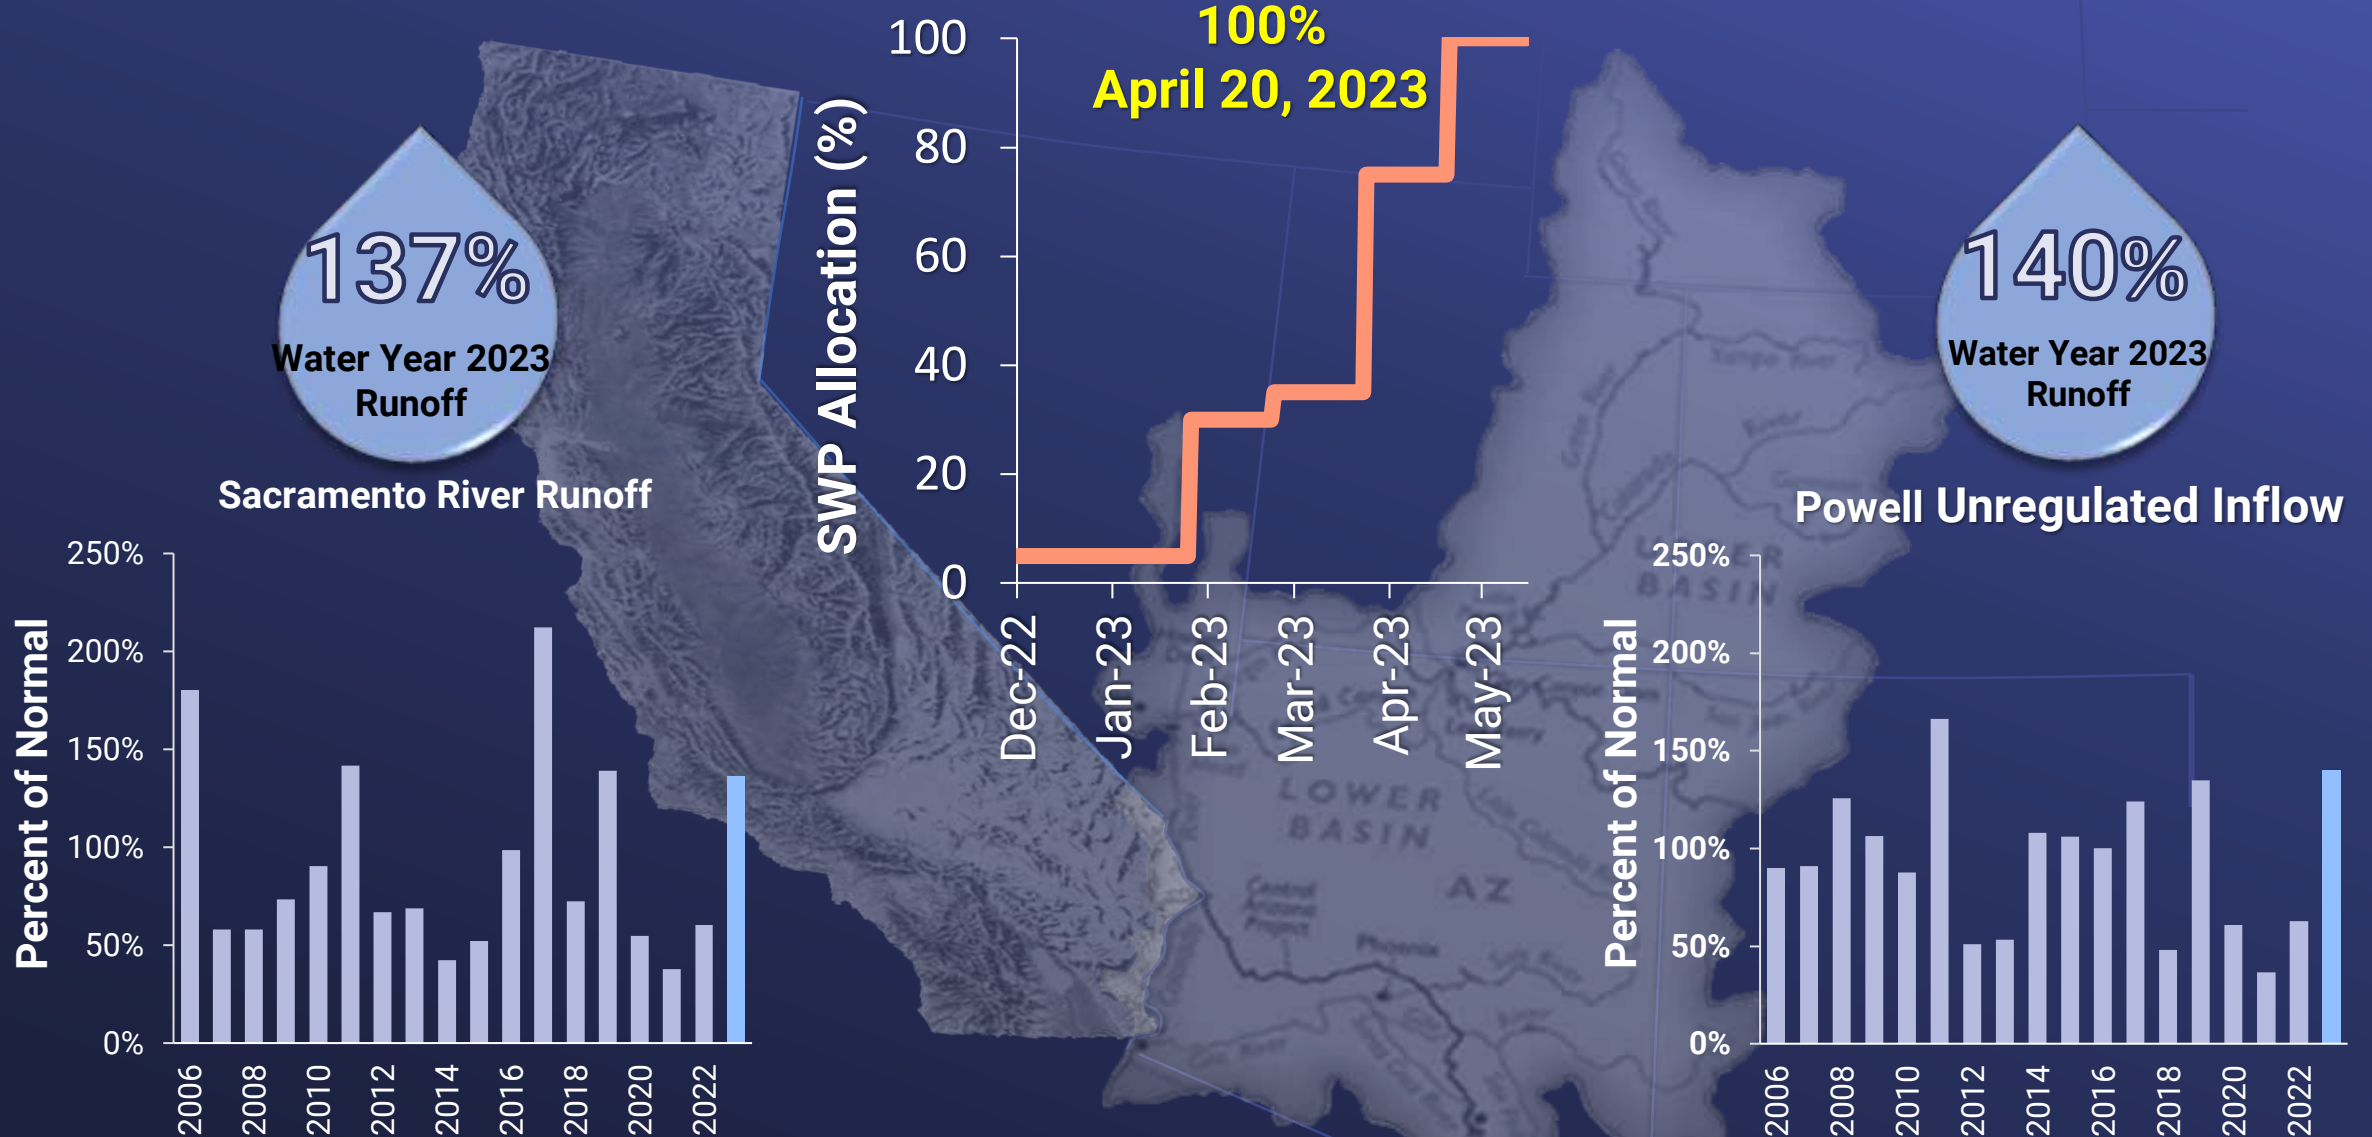 137%
Water Year 2023
Runoff
Sacramento River Runoff
Percent of Normal
250%
200%
150%
100%
50%
0%
2006
2008
2010
2012
2014
2016
2018
2020
2022
100%
April 20, 2023
SWP Allocation (%)
100
80
60
40
20
0
Dec-22
Jan-23
Feb-23
Mar-23
Apr-23
May-23
UPPER
BASIN
LOWER
BASIN
AZ
Phoenix
140%
Water Year 2023
Runoff
Powell Unregulated Inflow
Percent of Normal
250%
200%
150%
100%
50%
0%
2006
2008
2010
2012
2014
2016
2018
2020
2022